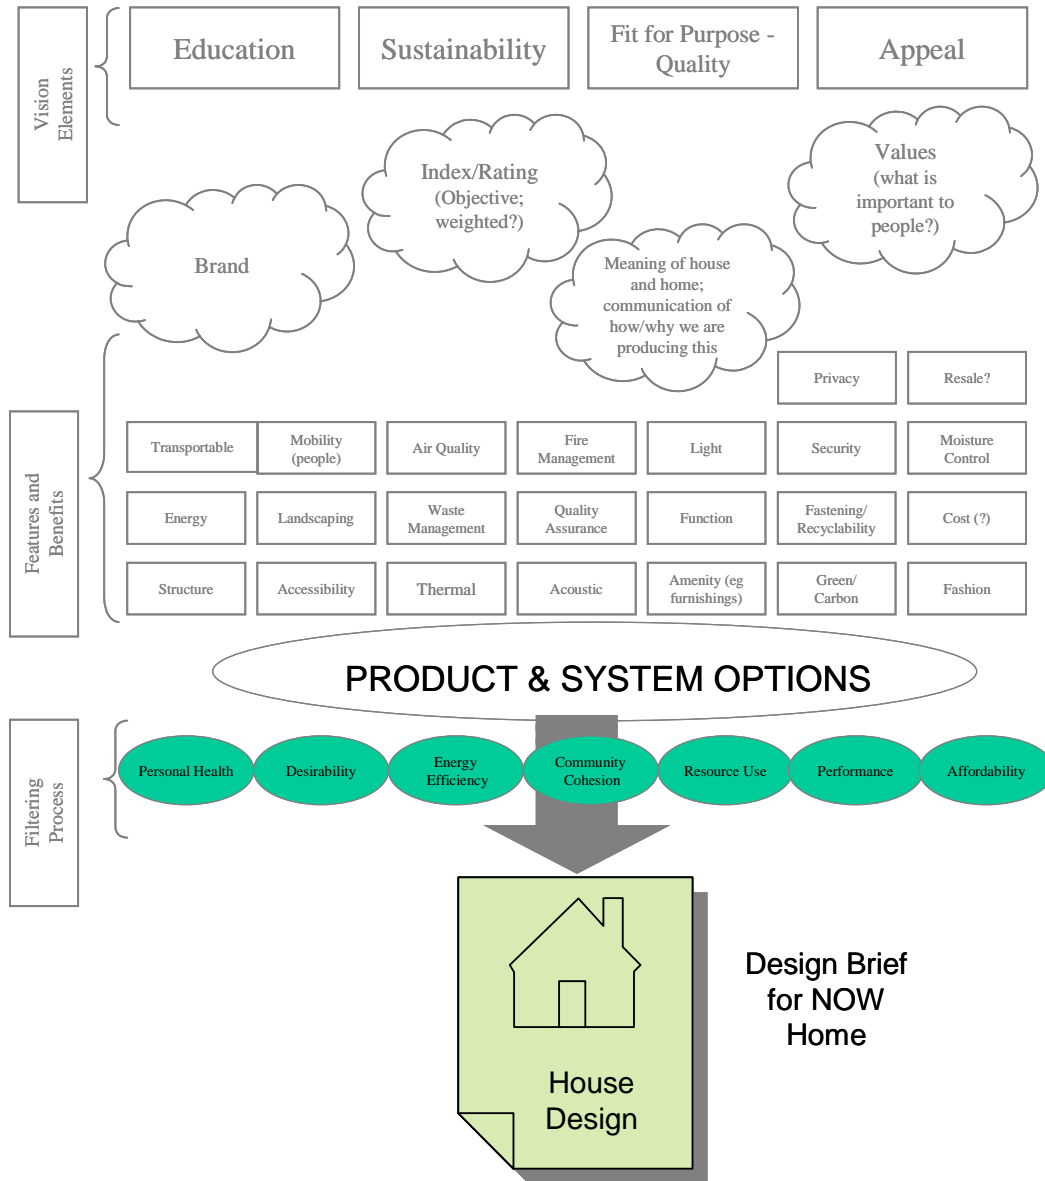 Vision
Elements
Education
Sustainability
Fit for Purpose -
Quality
Appeal
Index/Rating
(Objective;
weighted?)
Values
(what is
important to
people?)
Brand
Meaning of house
and home;
communication of
how/why we are
producing this
Features and
Benefits
Privacy
Resale?
Transportable
Mobility
(people)
Air Quality
Fire
Management
Light
Security
Moisture
Control
Energy
Landscaping
Waste
Management
Quality
Assurance
Function
Fastening/
Recyclability
Cost (?)
Structure
Accessibility
Thermal
Acoustic
Amenity (eg
furnishings)
Green/
Carbon
Fashion
PRODUCT & SYSTEM OPTIONS
Filtering
Process
Personal Health
Desirability
Energy
Efficiency
Community
Cohesion
Resource Use
Performance
Affordability
House
Design
Design Brief
for NOW
Home